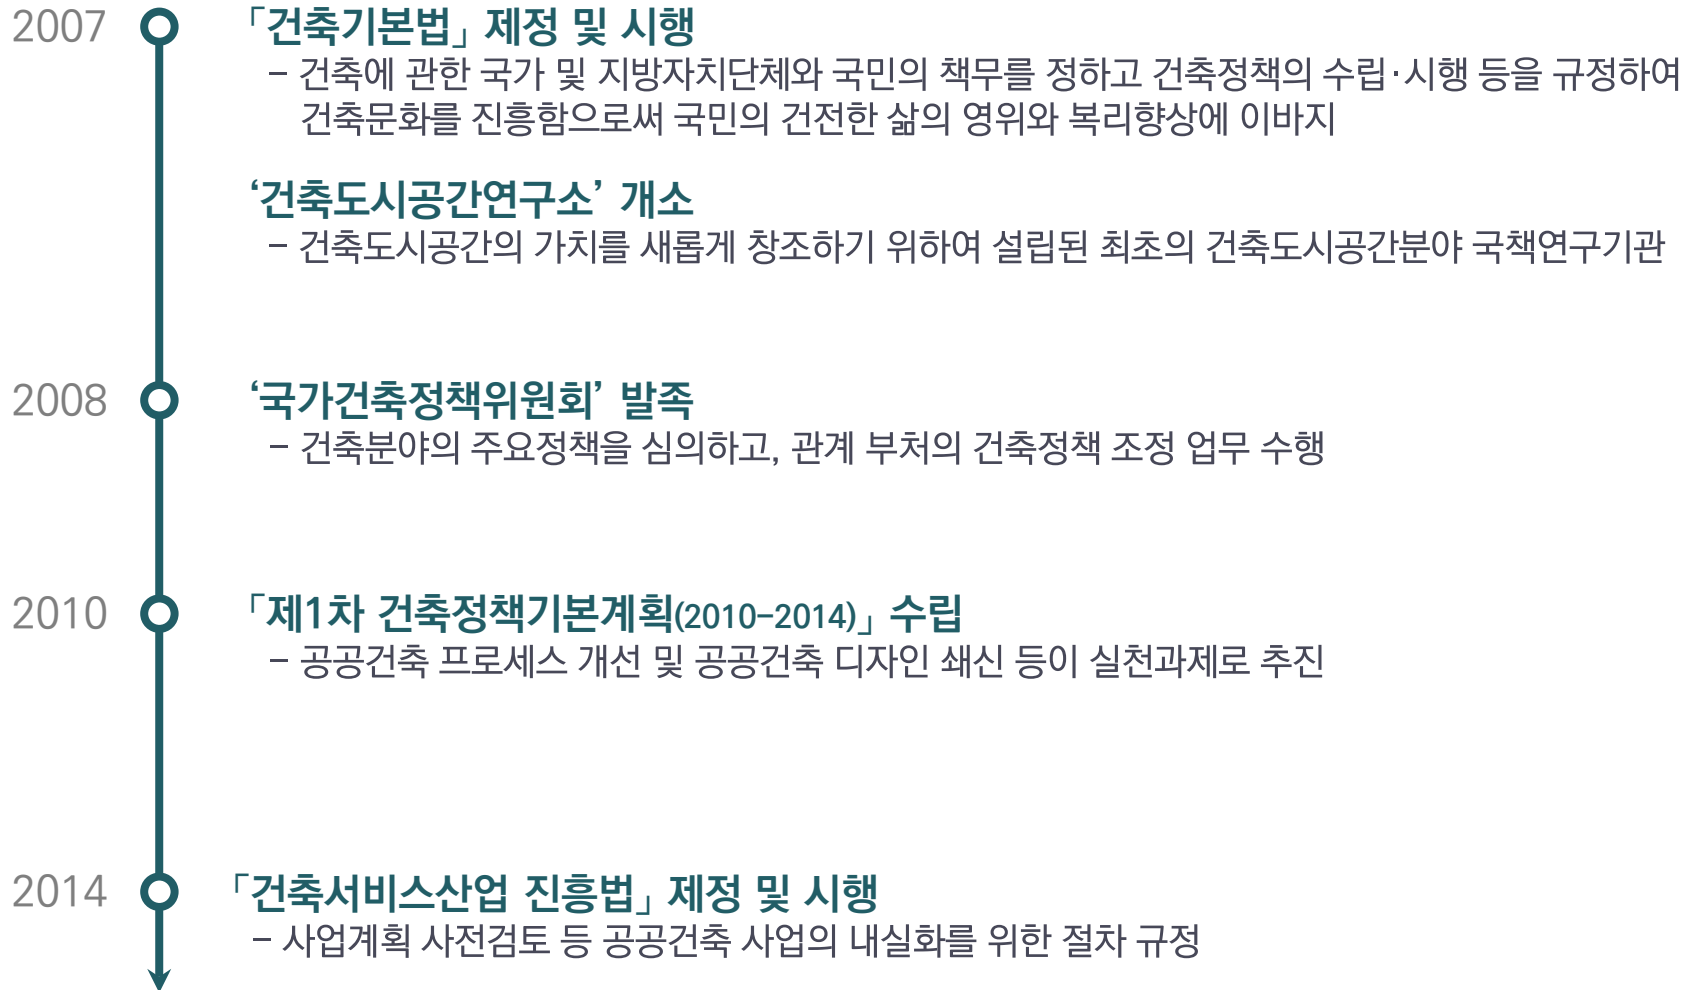 2007
「건축기본법」 제정 및 시행
– 건축에 관한 국가 및 지방자치단체와 국민의 책무를 정하고 건축정책의 수립·시행 등을 규정하여
건축문화를 진흥함으로써 국민의 건전한 삶의 영위와 복리향상에 이바지
‘건축도시공간연구소’ 개소
– 건축도시공간의 가치를 새롭게 창조하기 위하여 설립된 최초의 건축도시공간분야 국책연구기관
2008
‘국가건축정책위원회’ 발족
– 건축분야의 주요정책을 심의하고, 관계 부처의 건축정책 조정 업무 수행
2010
「제1차 건축정책기본계획(2010–2014)」 수립
– 공공건축 프로세스 개선 및 공공건축 디자인 쇄신 등이 실천과제로 추진
2014
「건축서비스산업 진흥법」 제정 및 시행
– 사업계획 사전검토 등 공공건축 사업의 내실화를 위한 절차 규정